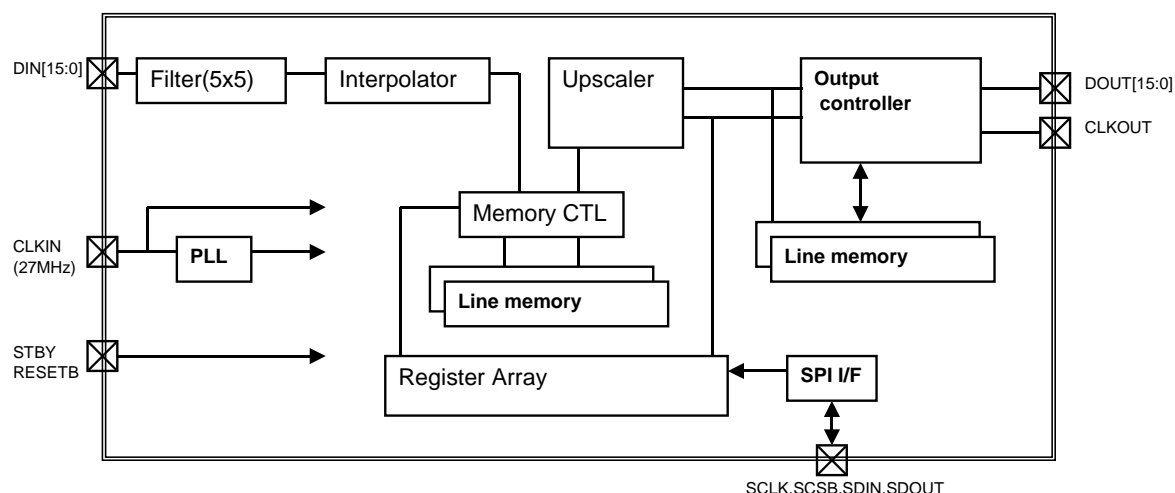 DIN[15:0]
Filter(5x5)
Interpolator
Upscaler
Output
controller
DOUT[15:0]
CLKOUT
Memory CTL
CLKIN
(27MHz)
PLL
Line memory
Line memory
STBY
RESETB
Register Array
SPI I/F
SCLK,SCSB,SDIN,SDOUT